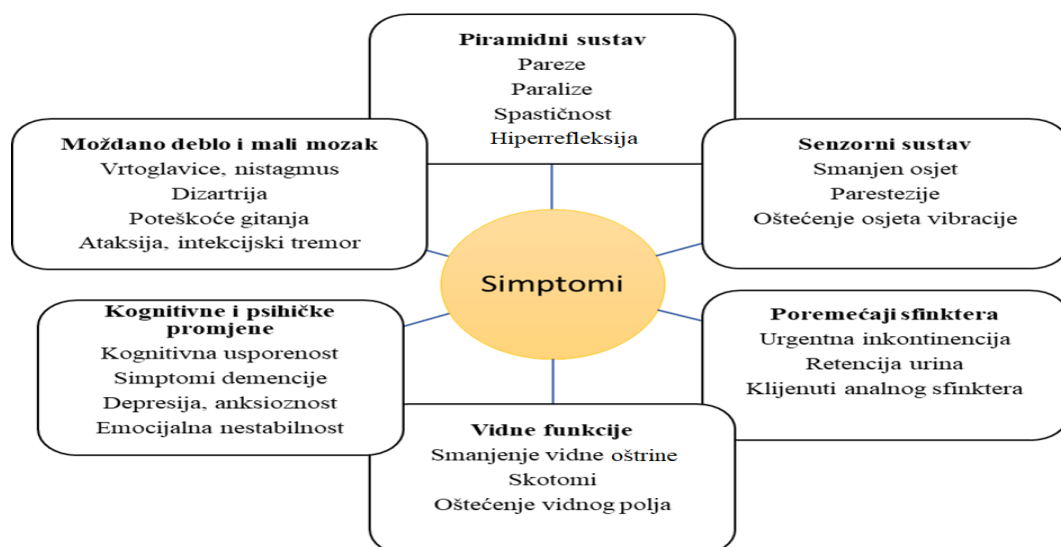 Piramidni sustav
Pareze
Paralize
Spastičnost
Hiperrefleksija
Moždano deblo i mali mozak
Vrtoglavice, nistagmus
Dizartrija
Poteškoće gitanja
Ataksija, intekcijski tremor
Senzorni sustav
Smanjen osjet
Parestezije
Oštećenje osjeta vibracije
Simptomi
Kognitivne i psihičke
promjene
Kognitivna usporenost
Simptomi demencije
Depresija, anksioznost
Emocijalna nestabilnost
Poremećaji sfinktera
Urgentna inkontinencija
Retencija urina
Klijenuti analnog sfinktera
Vidne funkcije
Smanjenje vidne oštrine
Skotomi
Oštećenje vidnog polja